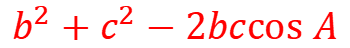 b² + c² − 2bccos A